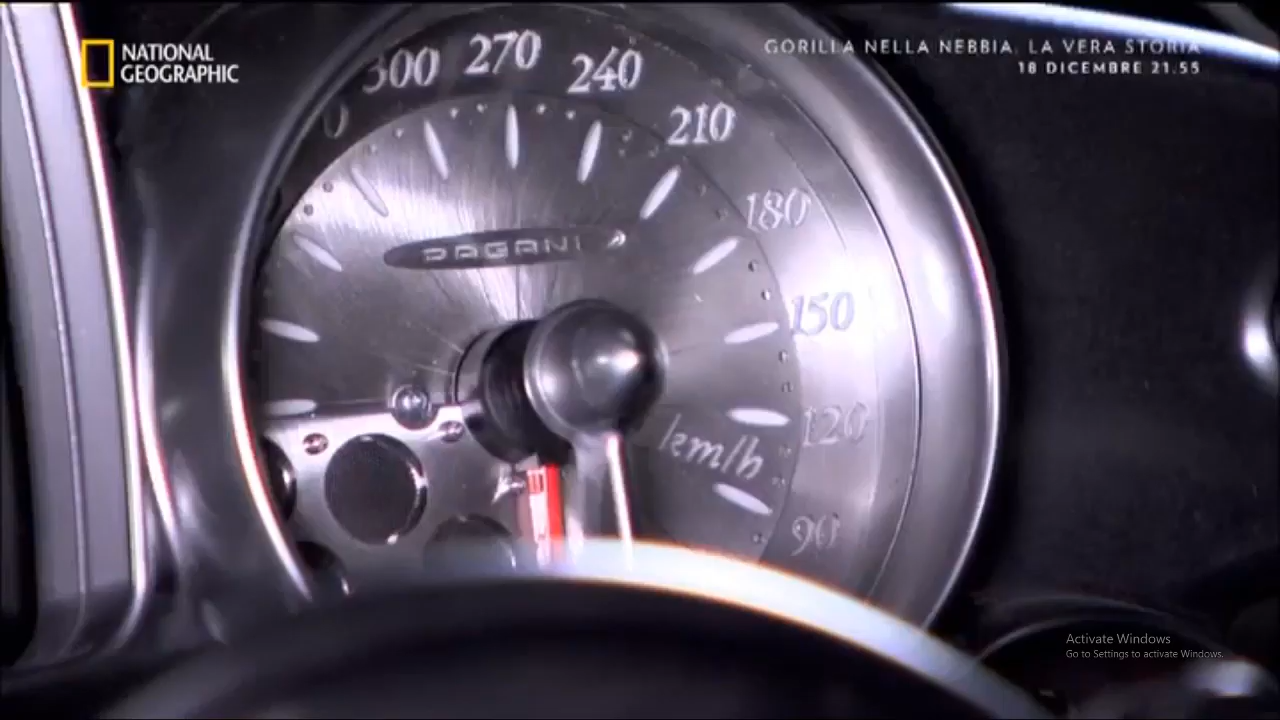 NATIONAL
GEOGRAPHIC
GORILLA NELLA NEBBIA, LA VERA STORIA
18 DICEMBRE 21.55
300
270
240
210
180
150
120
90
PAGANI
km/h
Activate Windows
Go to Settings to activate Windows.